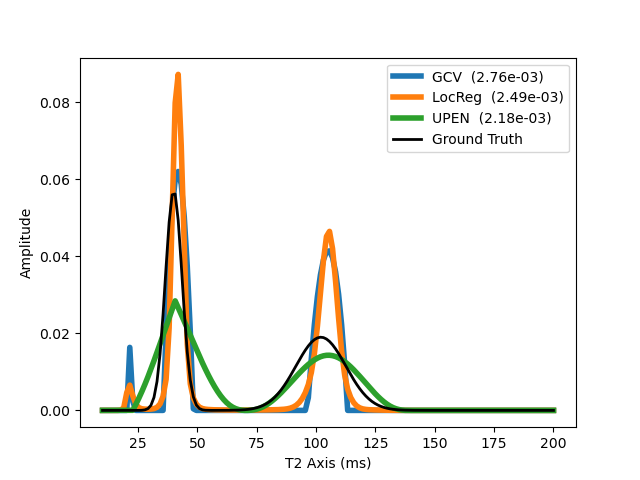 GCV (2.76e-03)
LocReg (2.49e-03)
UPEN (2.18e-03)
Ground Truth
0.08
0.06
0.04
0.02
0.00
Amplitude
25 50 75 100 125 150 175 200
T2 Axis (ms)